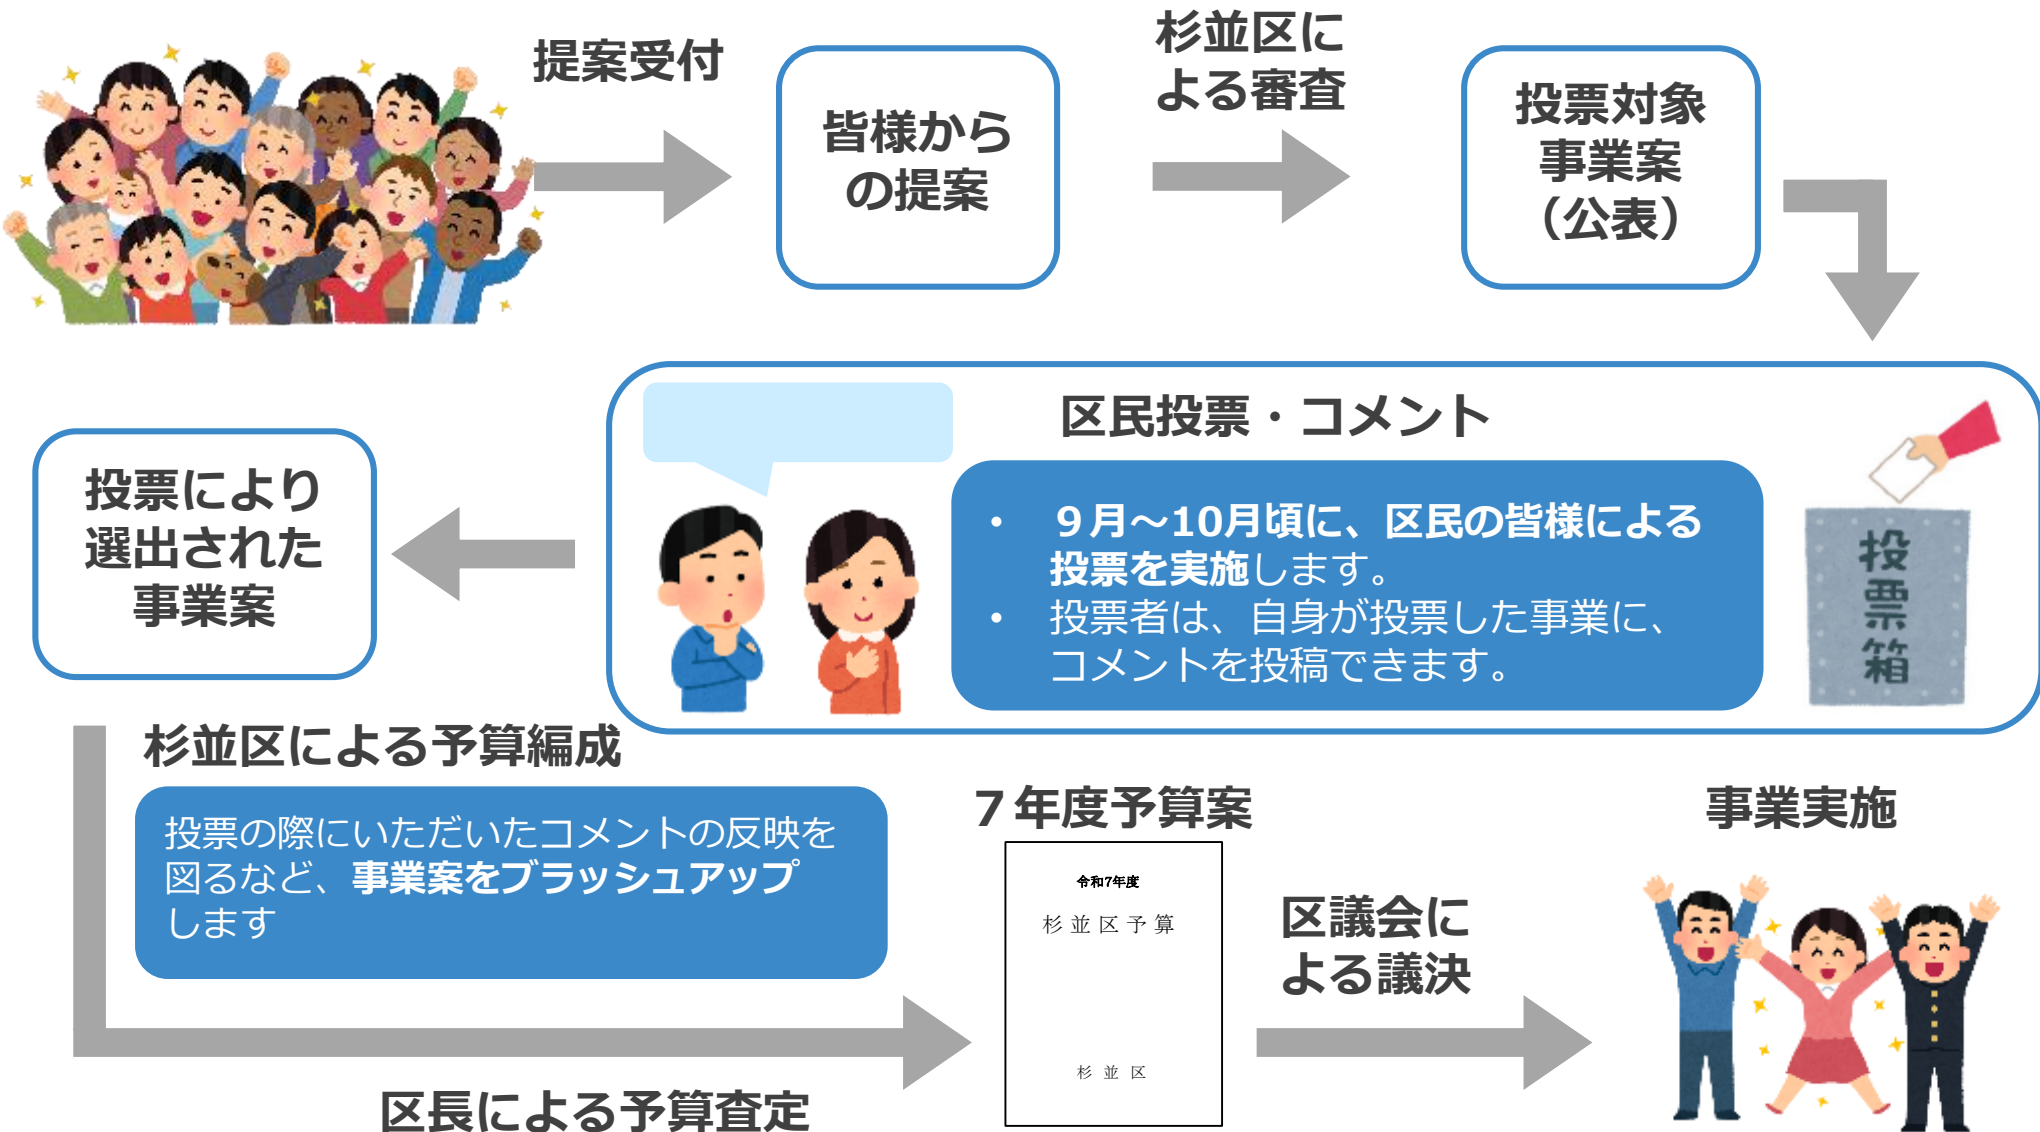 提案受付
皆様から
の提案
杉並区に
よる審査
投票対象
事業案
（公表）
区民投票・コメント
• 9月～10月頃に、区民の皆様による
投票を実施します。
• 投票者は、自身が投票した事業に、
コメントを投稿できます。
投票箱
投票により
選出された
事業案
杉並区による予算編成
投票の際にいただいたコメントの反映を
図るなど、事業案をブラッシュアップ
します
区長による予算査定
７年度予算案
令和7年度
杉並区予算
杉並区
区議会に
よる議決
事業実施